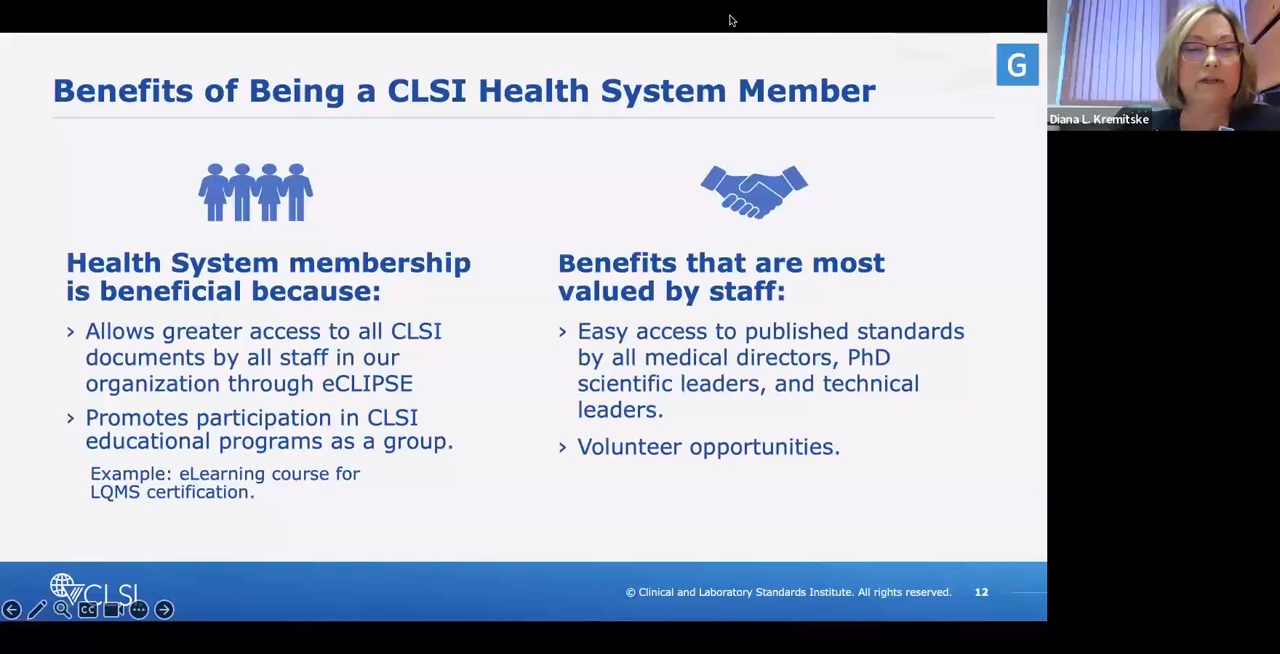 Benefits of Being a CLSI Health System Member
G
Diana L. Kremitske
Health System membership
is beneficial because:
› Allows greater access to all CLSI
documents by all staff in our
organization through eCLIPSE
› Promotes participation in CLSI
educational programs as a group.
Example: eLearning course for
LQMS certification.
Benefits that are most
valued by staff:
› Easy access to published standards
by all medical directors, PhD
scientific leaders, and technical
leaders.
› Volunteer opportunities.
CLSI
CC
© Clinical and Laboratory Standards Institute. All rights reserved. 12